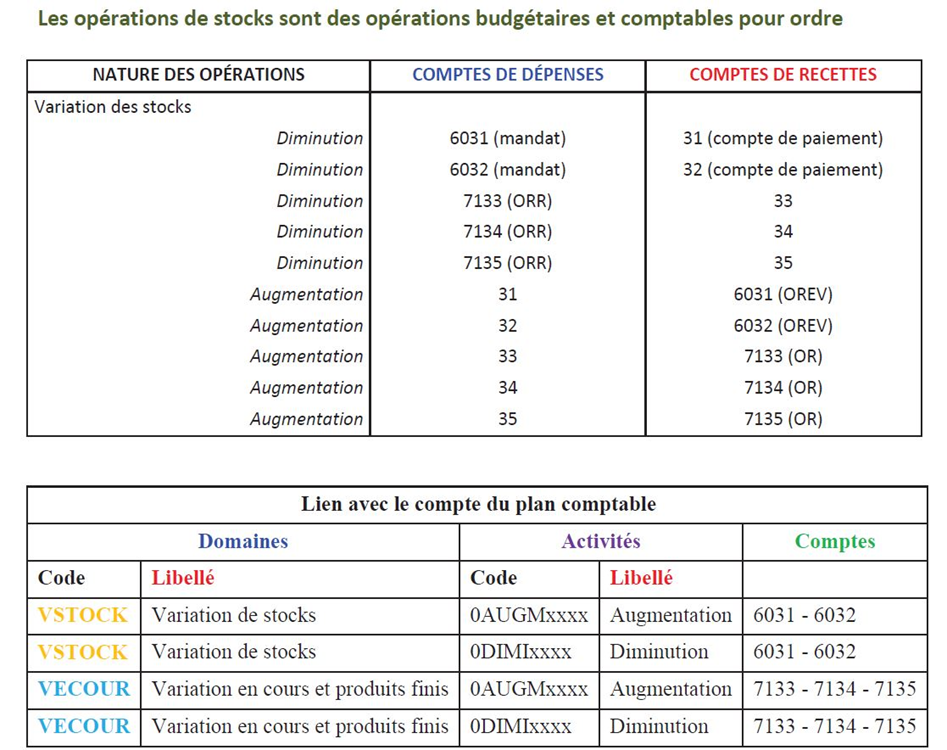 Les opérations de stocks sont des opérations budgétaires et comptables pour ordre
NATURE DES OPÉRATIONS COMPTES DE DÉPENSES COMPTES DE RECETTES
Variation des stocks
Diminution 6031 (mandat) 31 (compte de paiement)
Diminution 6032 (mandat) 32 (compte de paiement)
Diminution 7133 (ORR) 33
Diminution 7134 (ORR) 34
Diminution 7135 (ORR) 35
Augmentation 31 6031 (OREV)
Augmentation 32 6032 (OREV)
Augmentation 33 7133 (OR)
Augmentation 34 7134 (OR)
Augmentation 35 7135 (OR)
Lien avec le compte du plan comptable
Domaines Activités Comptes
Code Libellé Code Libellé
VSTOCK Variation de stocks 0AUGMxxxx Augmentation 6031 - 6032
VSTOCK Variation de stocks 0DIMIxxxx Diminution 6031 - 6032
VECOUR Variation en cours et produits finis 0AUGMxxxx Augmentation 7133 - 7134 - 7135
VECOUR Variation en cours et produits finis 0DIMIxxxx Diminution 7133 - 7134 - 7135